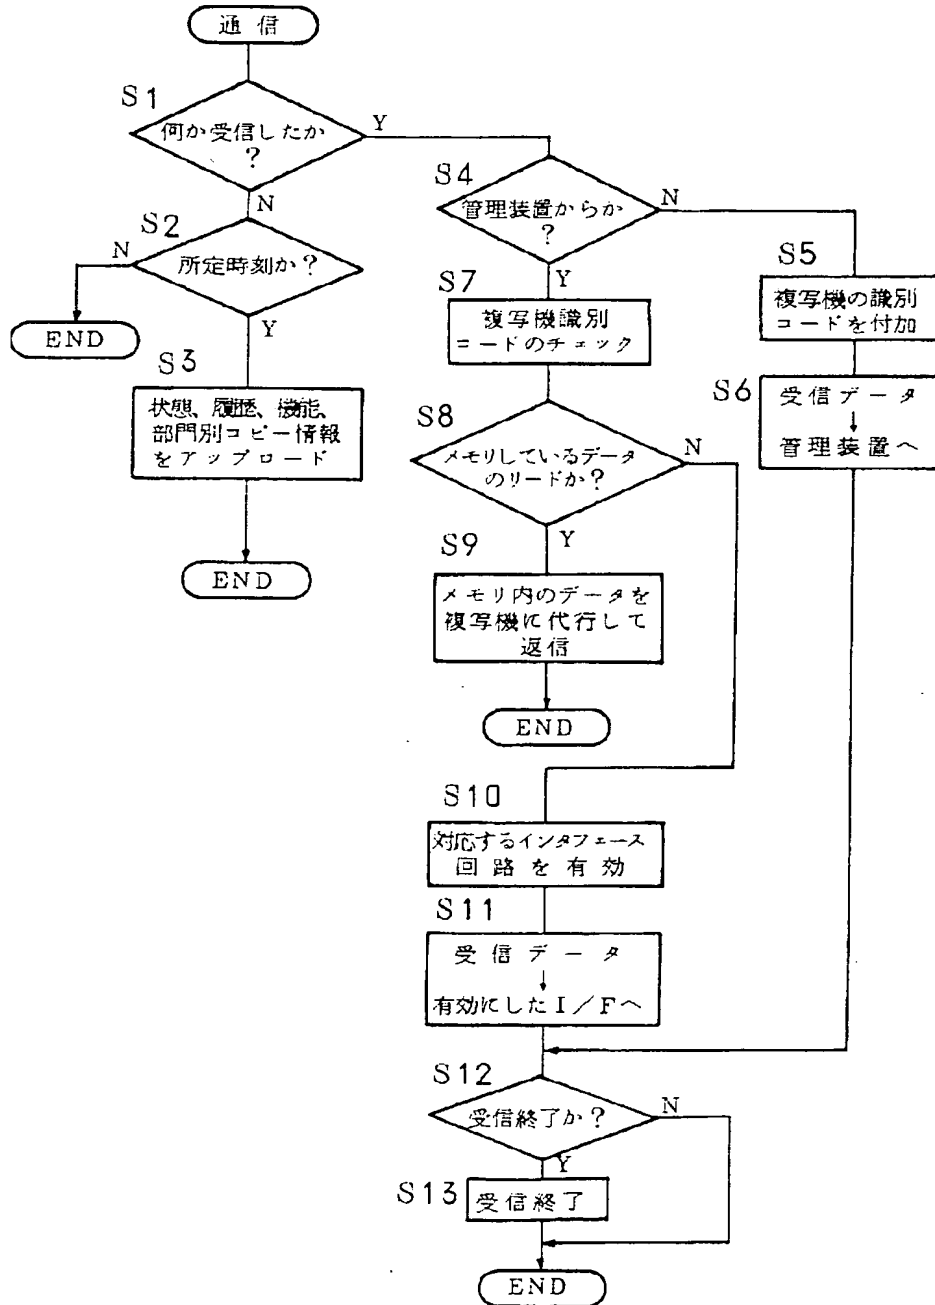 通信
S1
何か受信したか
?
Y
N
S2
所定時刻か?
N
Y
END
S3
状態、履歴、機能、
部門別コピー情報
をアップロード
END
S4
管理装置からか
?
N
Y
S5
複写機の識別
コードを付加
S6
受信データ
↓
管理装置へ
S7
複写機識別
コードのチェック
S8
メモリしているデータ
のリードか?
N
Y
S9
メモリ内のデータを
複写機に代行して
返信
END
S10
対応するインタフェース
回路を有効
S11
受信データ
↓
有効にしたI/Fへ
S12
受信終了か?
N
Y
S13
受信終了
END